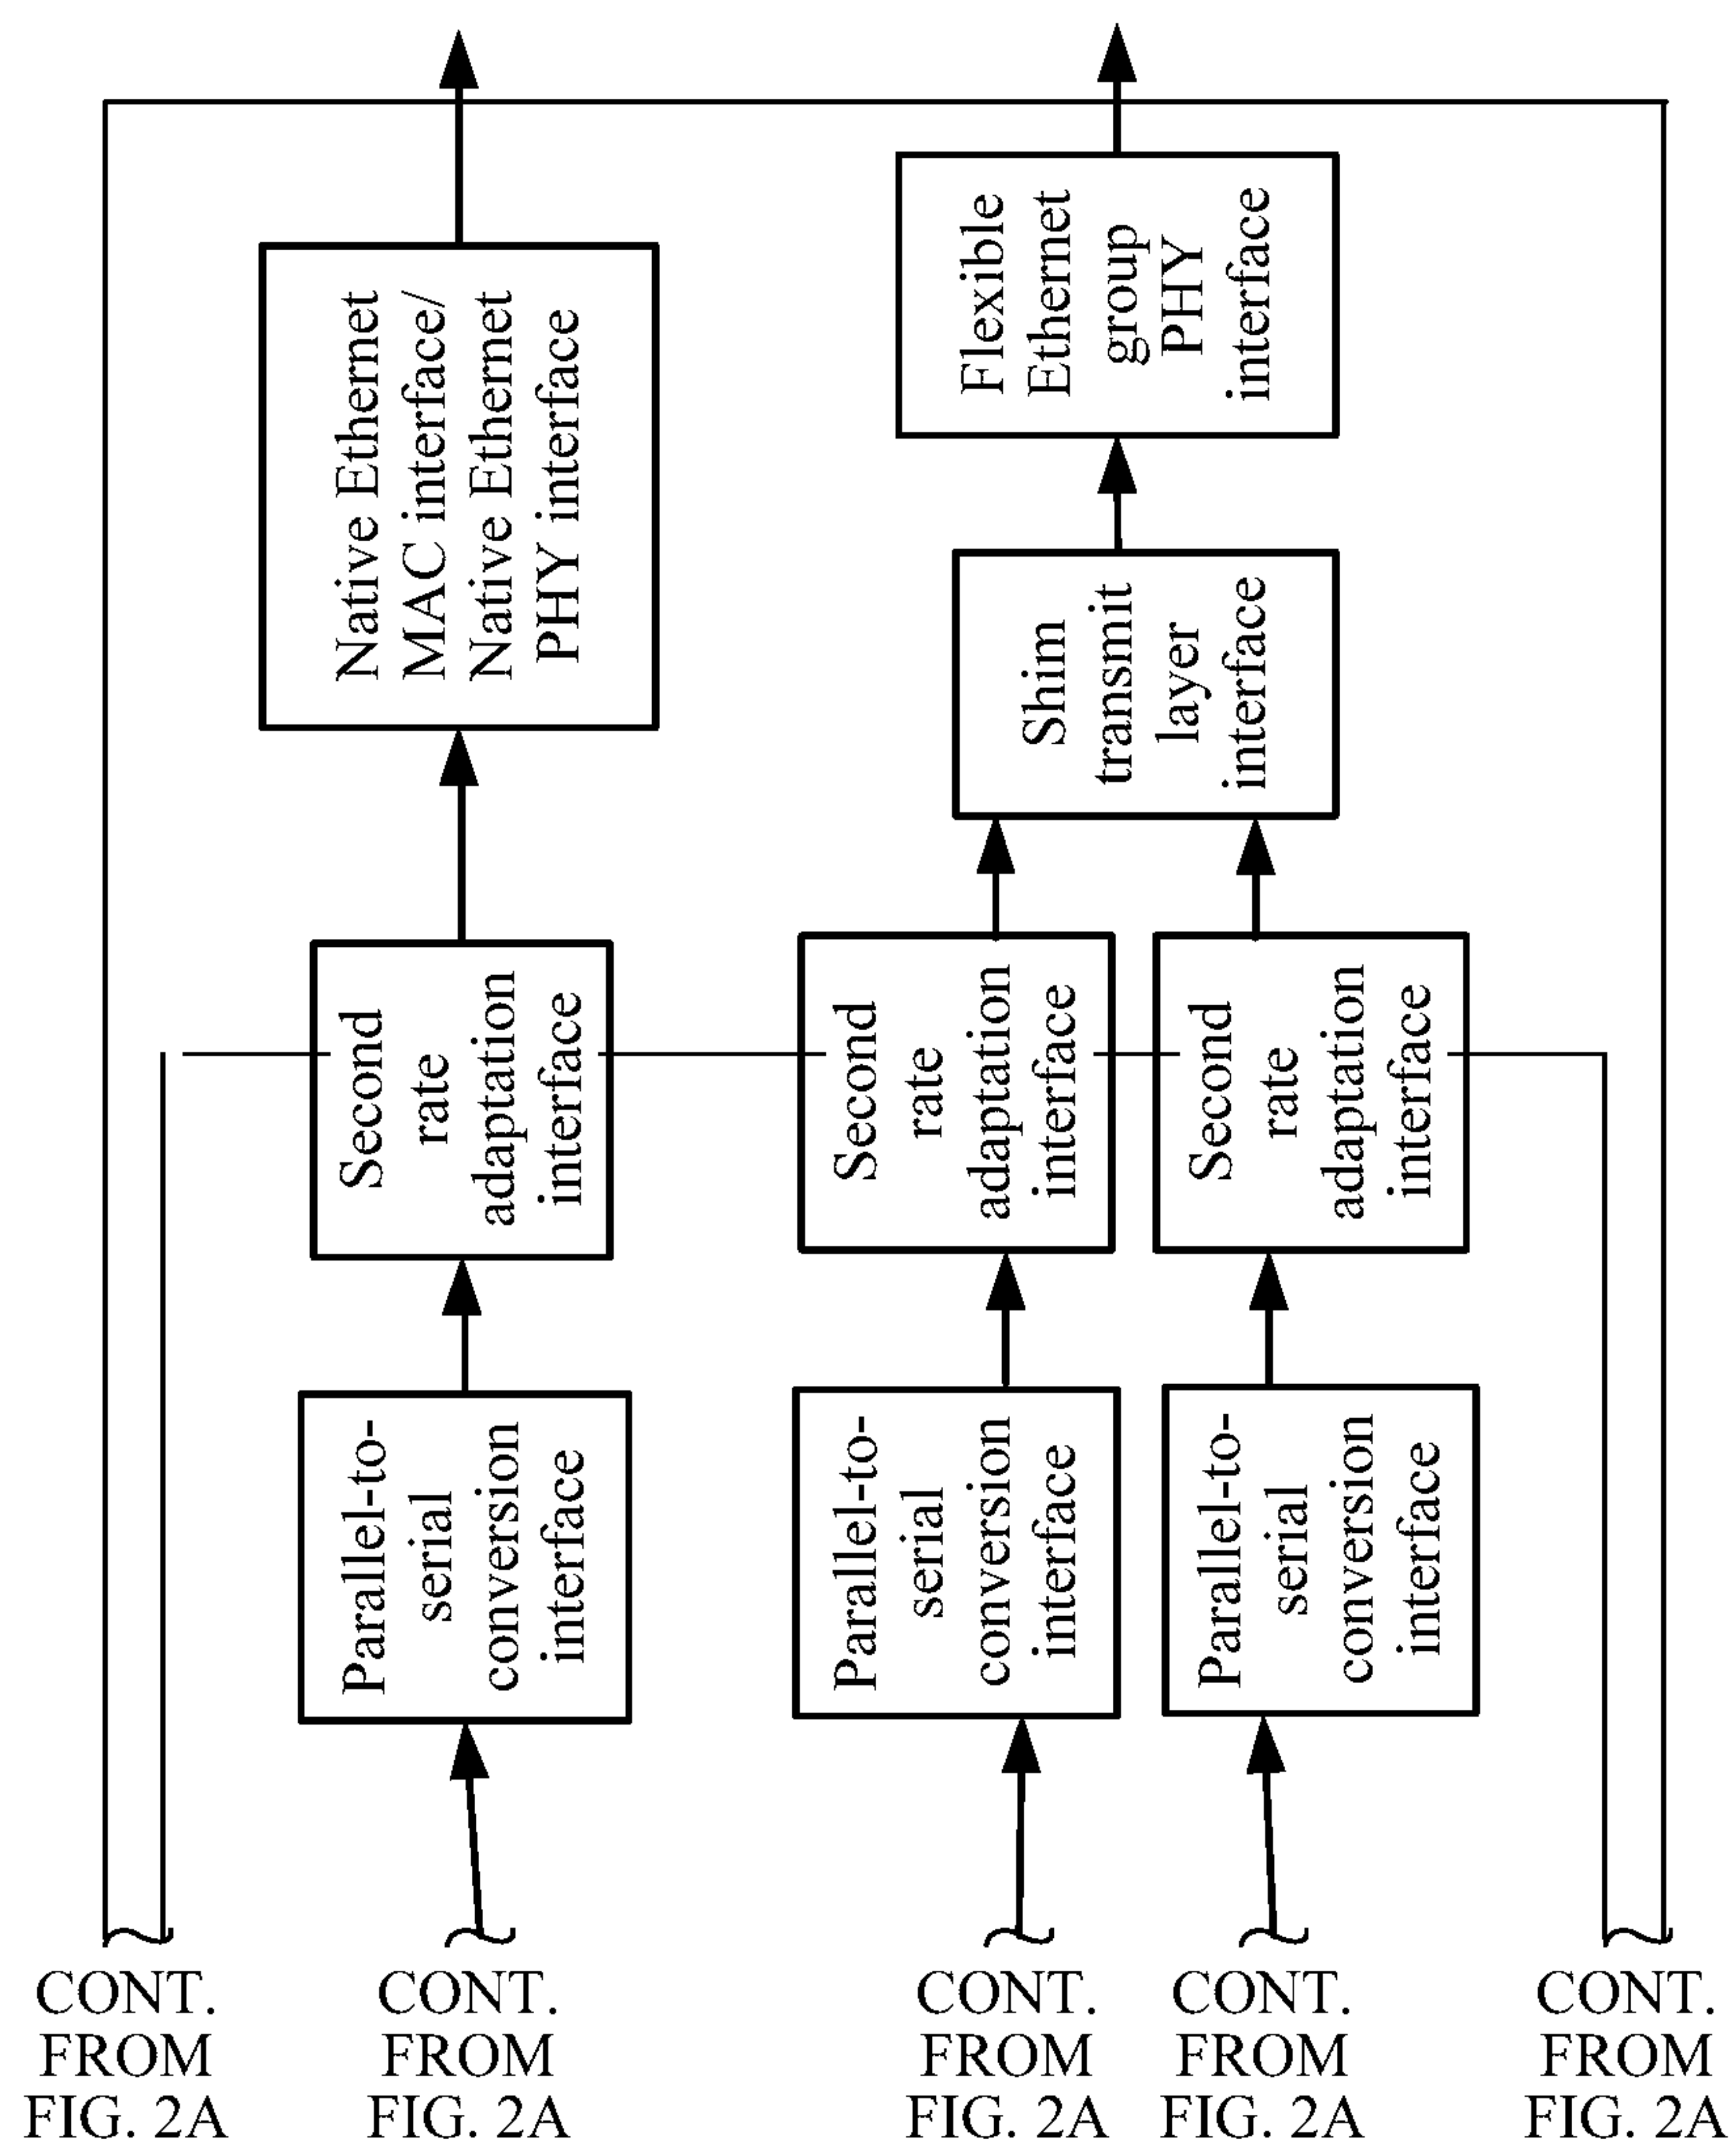 Native Ethernet
MAC interface/
Native Ethernet
PHY interface
Flexible
Ethernet
group
PHY
interface
Shim
transmit
layer
interface
Second
rate
adaptation
interface
Second
rate
adaptation
interface
Second
rate
adaptation
interface
Parallel-to-
serial
conversion
interface
Parallel-to-
serial
conversion
interface
Parallel-to-
serial
conversion
interface
CONT.
FROM
FIG. 2A
CONT.
FROM
FIG. 2A
CONT.
FROM
FIG. 2A
CONT.
FROM
FIG. 2A
CONT.
FROM
FIG. 2A